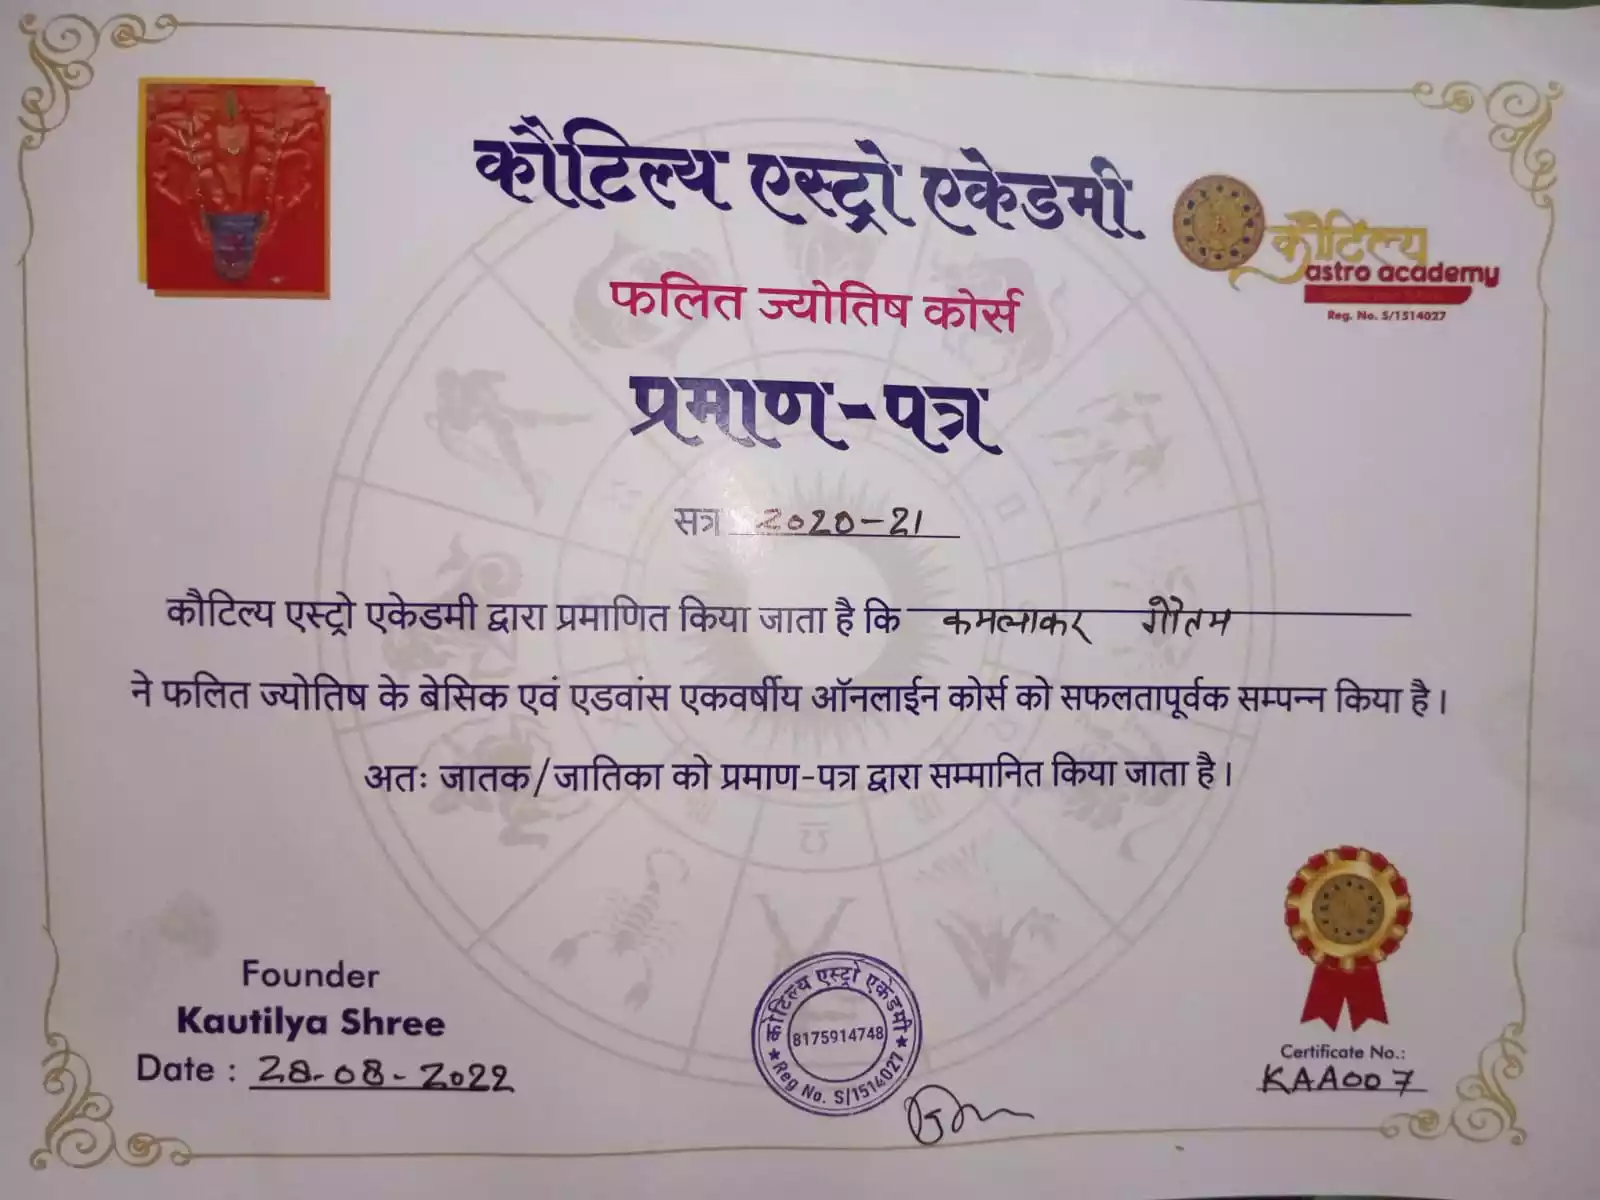 कौटिल्य एस्ट्रो एकेडमी
कौटिल्य
astro academy
Reg. No. S/1514027
फलित ज्योतिष कोर्स
प्रमाण-पत्र
सत्र 2020-21
कौटिल्य एस्ट्रो एकेडमी द्वारा प्रमाणित किया जाता है कि कमलाकर गौतम
ने फलित ज्योतिष के बेसिक एवं एडवांस एकवर्षीय ऑनलाईन कोर्स को सफलतापूर्वक सम्पन्न किया है।
अतः जातक/जातिका को प्रमाण-पत्र द्वारा सम्मानित किया जाता है।
Founder
Kautilya Shree
Date : 28-08-2022
कौटिल्य एस्ट्रो एकेडमी
8175914748
Reg No. S/1514027
Certificate No.:
KAA007